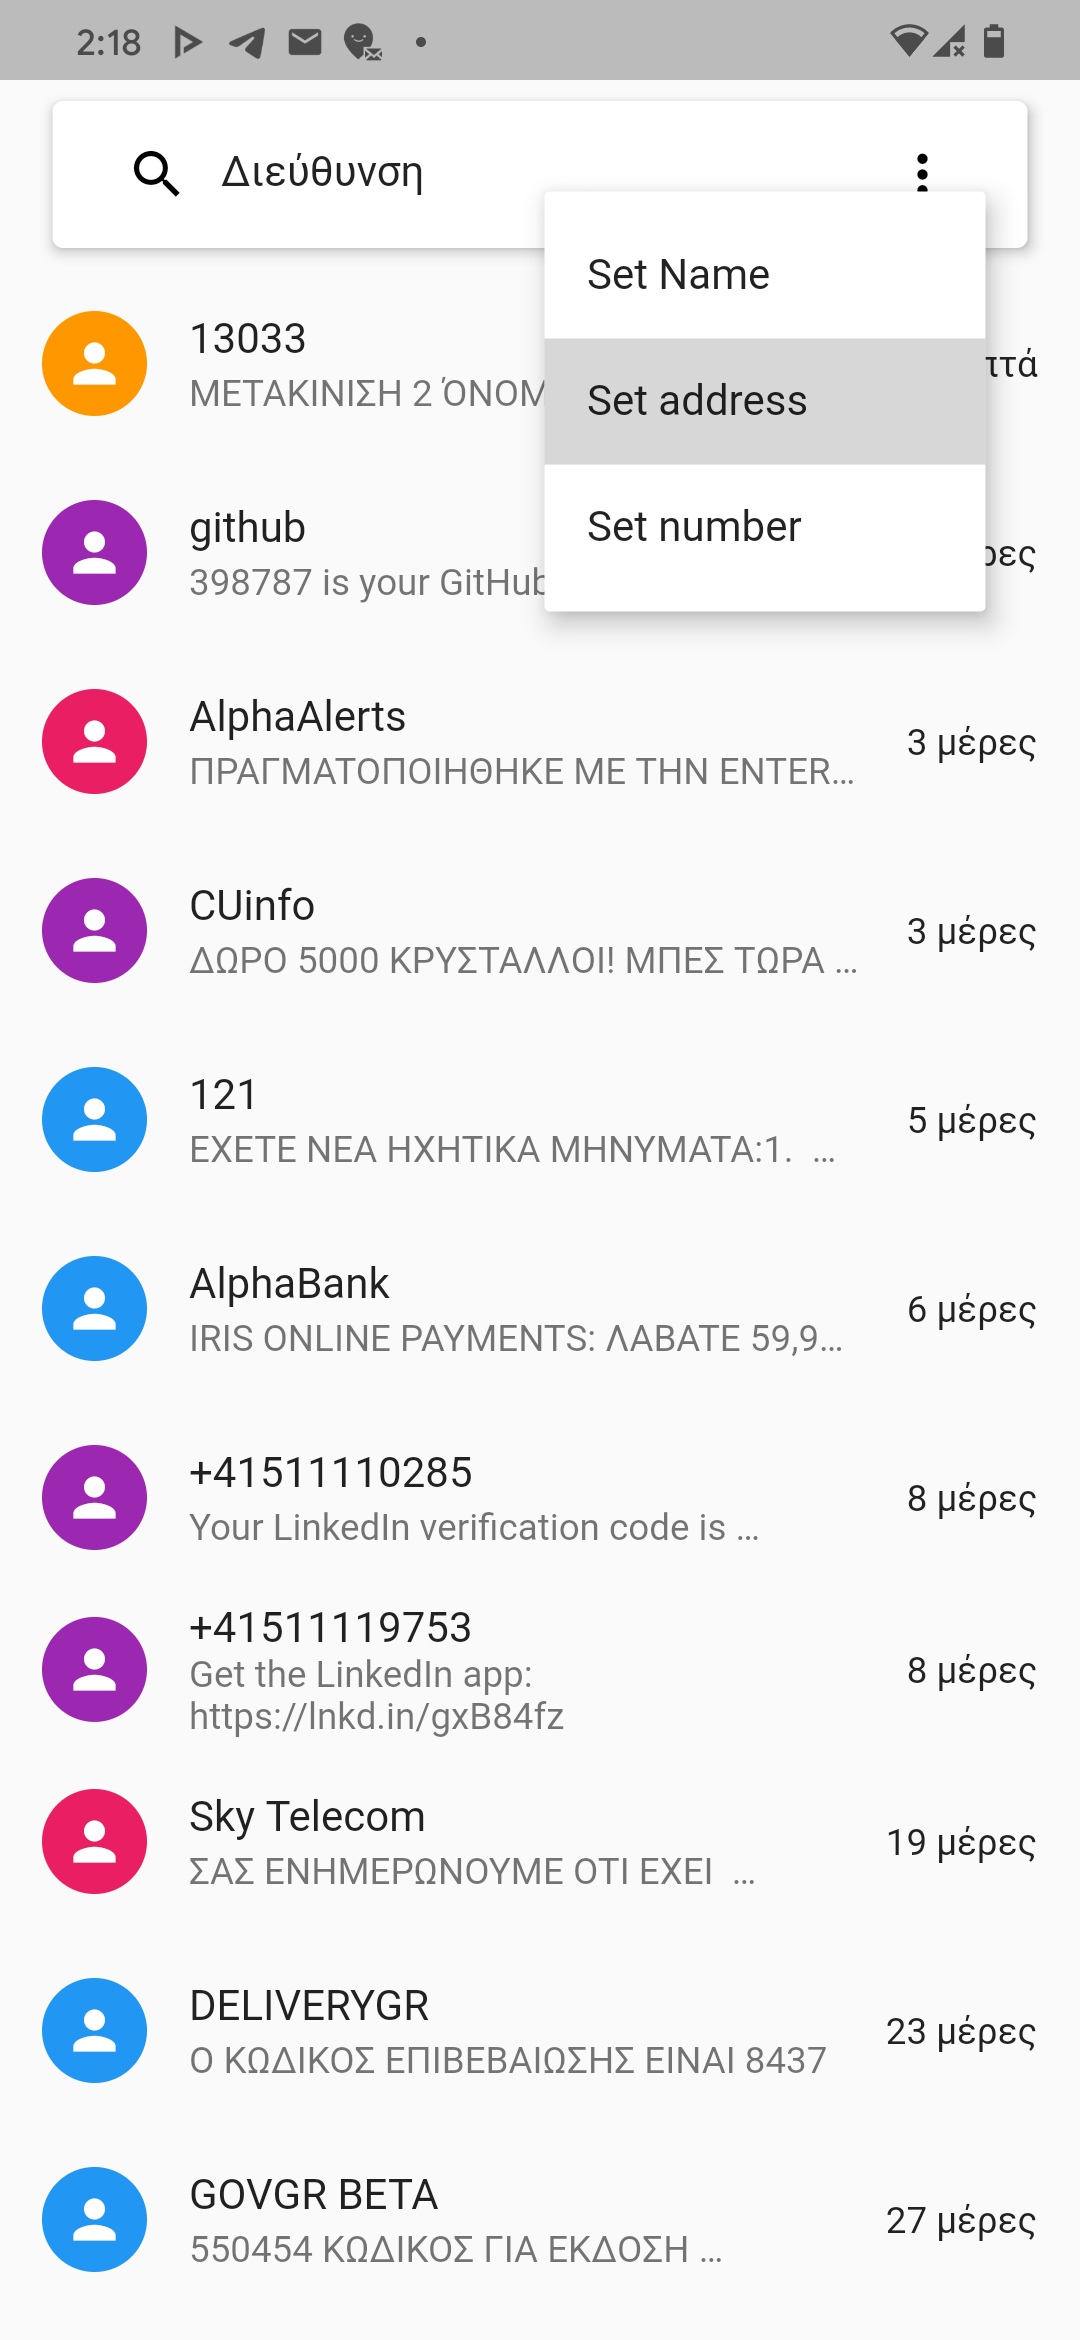 2:18
Διεύθυνση
Set Name
Set address
Set number
13033
ΜΕΤΑΚΙΝΙΣΗ 2
github
398787 is your GitHub
AlphaAlerts
ΠΡΑΓΜΑΤΟΠΟΙΗΘΗΚΕ ΜΕ ΤΗΝ ENTER…
3 μέρες
CUinfo
ΔΩΡΟ 5000 ΚΡΥΣΤΑΛΛΟΙ! ΜΠΕΣ ΤΩΡΑ …
3 μέρες
121
ΕΧΕΤΕ ΝΕΑ ΗΧΗΤΙΚΑ ΜΗΝΥΜΑΤΑ:1. …
5 μέρες
AlphaBank
IRIS ONLINE PAYMENTS: ΛΑΒΑΤΕ 59,9…
6 μέρες
+41511110285
Your LinkedIn verification code is …
8 μέρες
+41511119753
Get the LinkedIn app:
https://lnkd.in/gxB84fz
8 μέρες
Sky Telecom
ΣΑΣ ΕΝΗΜΕΡΩΝΟΥΜΕ ΟΤΙ ΕΧΕΙ …
19 μέρες
DELIVERYGR
Ο ΚΩΔΙΚΟΣ ΕΠΙΒΕΒΑΙΩΣΗΣ ΕΙΝΑΙ 8437
23 μέρες
GOVGR BETA
550454 ΚΩΔΙΚΟΣ ΓΙΑ ΕΚΔΟΣΗ …
27 μέρες